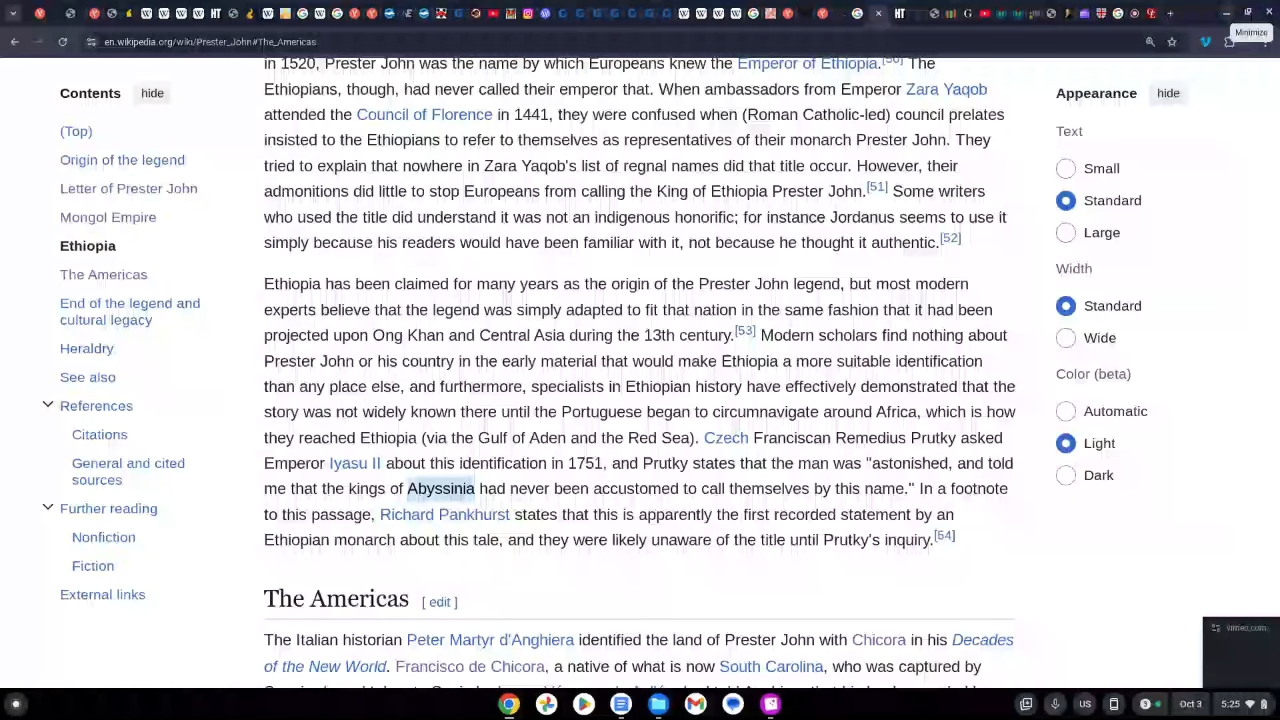 en.wikipedia.org/wiki/Prester_John#The_Americas
Minimize
Contents hide
(Top)
Origin of the legend
Letter of Prester John
Mongol Empire
Ethiopia
The Americas
End of the legend and
cultural legacy
Heraldry
See also
References
Citations
General and cited
sources
Further reading
Nonfiction
Fiction
External links
in 1520, Prester John was the name by which Europeans knew the Emperor of Ethiopia.[50] The
Ethiopians, though, had never called their emperor that. When ambassadors from Emperor Zara Yaqob
attended the Council of Florence in 1441, they were confused when (Roman Catholic-led) council prelates
insisted to the Ethiopians to refer to themselves as representatives of their monarch Prester John. They
tried to explain that nowhere in Zara Yaqob's list of regnal names did that title occur. However, their
admonitions did little to stop Europeans from calling the King of Ethiopia Prester John.[51] Some writers
who used the title did understand it was not an indigenous honorific; for instance Jordanus seems to use it
simply because his readers would have been familiar with it, not because he thought it authentic.[52]
Ethiopia has been claimed for many years as the origin of the Prester John legend, but most modern
experts believe that the legend was simply adapted to fit that nation in the same fashion that it had been
projected upon Ong Khan and Central Asia during the 13th century.[53] Modern scholars find nothing about
Prester John or his country in the early material that would make Ethiopia a more suitable identification
than any place else, and furthermore, specialists in Ethiopian history have effectively demonstrated that the
story was not widely known there until the Portuguese began to circumnavigate around Africa, which is how
they reached Ethiopia (via the Gulf of Aden and the Red Sea). Czech Franciscan Remedius Prutky asked
Emperor Iyasu II about this identification in 1751, and Prutky states that the man was "astonished, and told
me that the kings of Abyssinia had never been accustomed to call themselves by this name." In a footnote
to this passage, Richard Pankhurst states that this is apparently the first recorded statement by an
Ethiopian monarch about this tale, and they were likely unaware of the title until Prutky's inquiry.[54]
The Americas [ edit ]
The Italian historian Peter Martyr d'Anghiera identified the land of Prester John with Chicora in his Decades
of the New World. Francisco de Chicora, a native of what is now South Carolina, who was captured by
Appearance hide
Text
Small
Standard
Large
Width
Standard
Wide
Color (beta)
Automatic
Light
Dark
vimeo.com
US
Oct 3
5:25